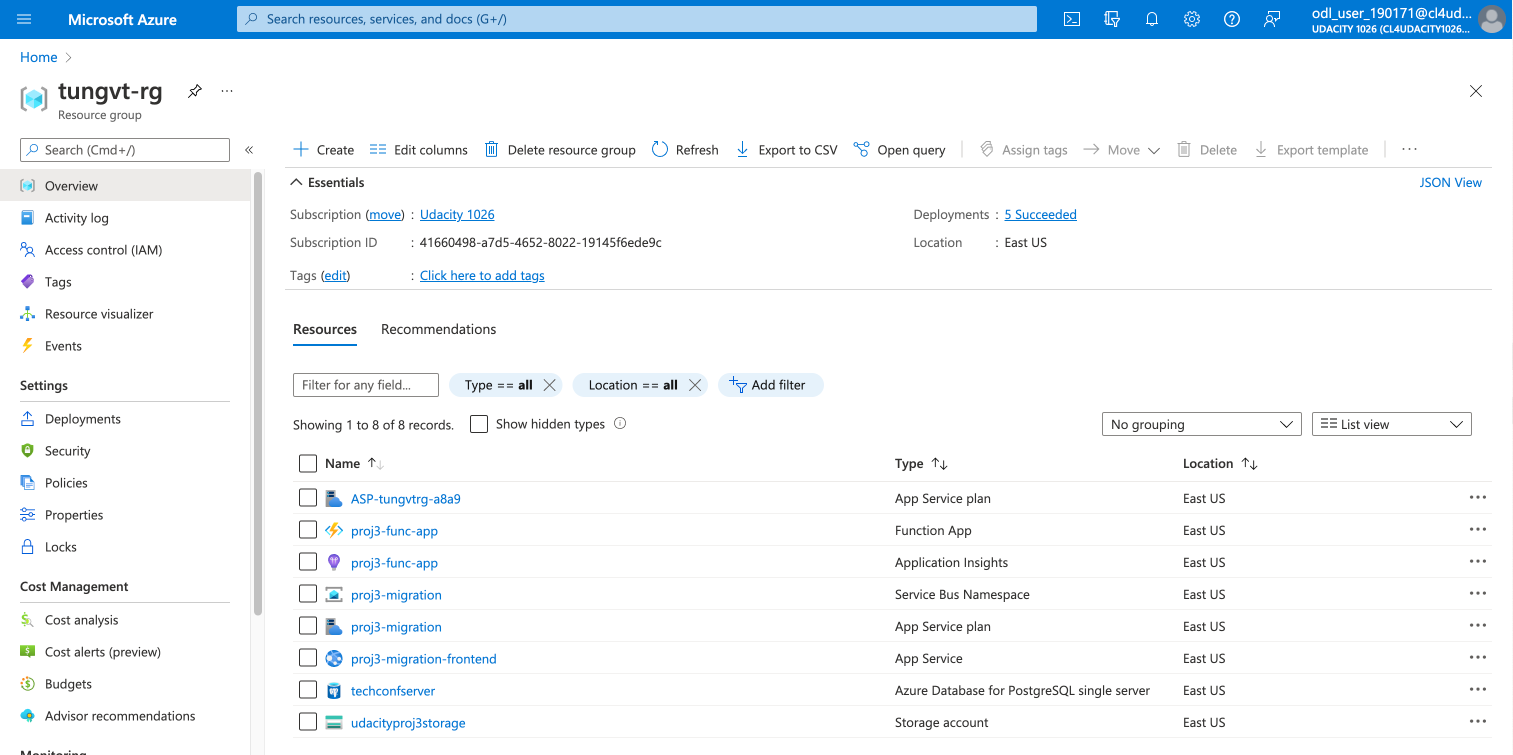 Microsoft Azure
Search resources, services, and docs (G+/)
odl_user_190171@cl4ud...
UDACITY 1026 (CL4UDACITY1026...
Home
tungvt-rg
...
Resource group
Search (Cmd+/)
«
Create
Edit columns
Delete resource group
Refresh
Export to CSV
Open query
Assign tags
Move
Delete
Export template
...
Overview
Activity log
Access control (IAM)
Tags
Resource visualizer
Events
Settings
Deployments
Security
Policies
Properties
Locks
Cost Management
Cost analysis
Cost alerts (preview)
Budgets
Advisor recommendations
Monitoring
Essentials
JSON View
Subscription (move) : Udacity 1026
Deployments : 5 Succeeded
Subscription ID : 41660498-a7d5-4652-8022-19145f6ede9c
Location : East US
Tags (edit) : Click here to add tags
Resources Recommendations
Filter for any field...
Type == all
Location == all
Add filter
Showing 1 to 8 of 8 records.
Show hidden types
No grouping
List view
Name Type Location
ASP-tungvtrg-a8a9 App Service plan East US
proj3-func-app Function App East US
proj3-func-app Application Insights East US
proj3-migration Service Bus Namespace East US
proj3-migration App Service plan East US
proj3-migration-frontend App Service East US
techconfserver Azure Database for PostgreSQL single server East US
udacityproj3storage Storage account East US